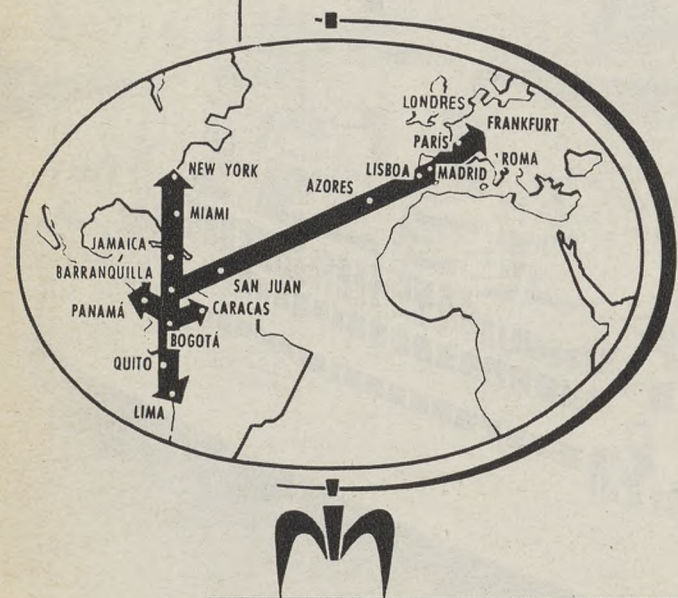 LONDRES
FRANKFURT
PARÍS
ROMA
LISBOA
MADRID
NEW YORK
AZORES
MIAMI
JAMAICA
BARRANQUILLA
SAN JUAN
PANAMÁ
CARACAS
BOGOTÁ
QUITO
LIMA